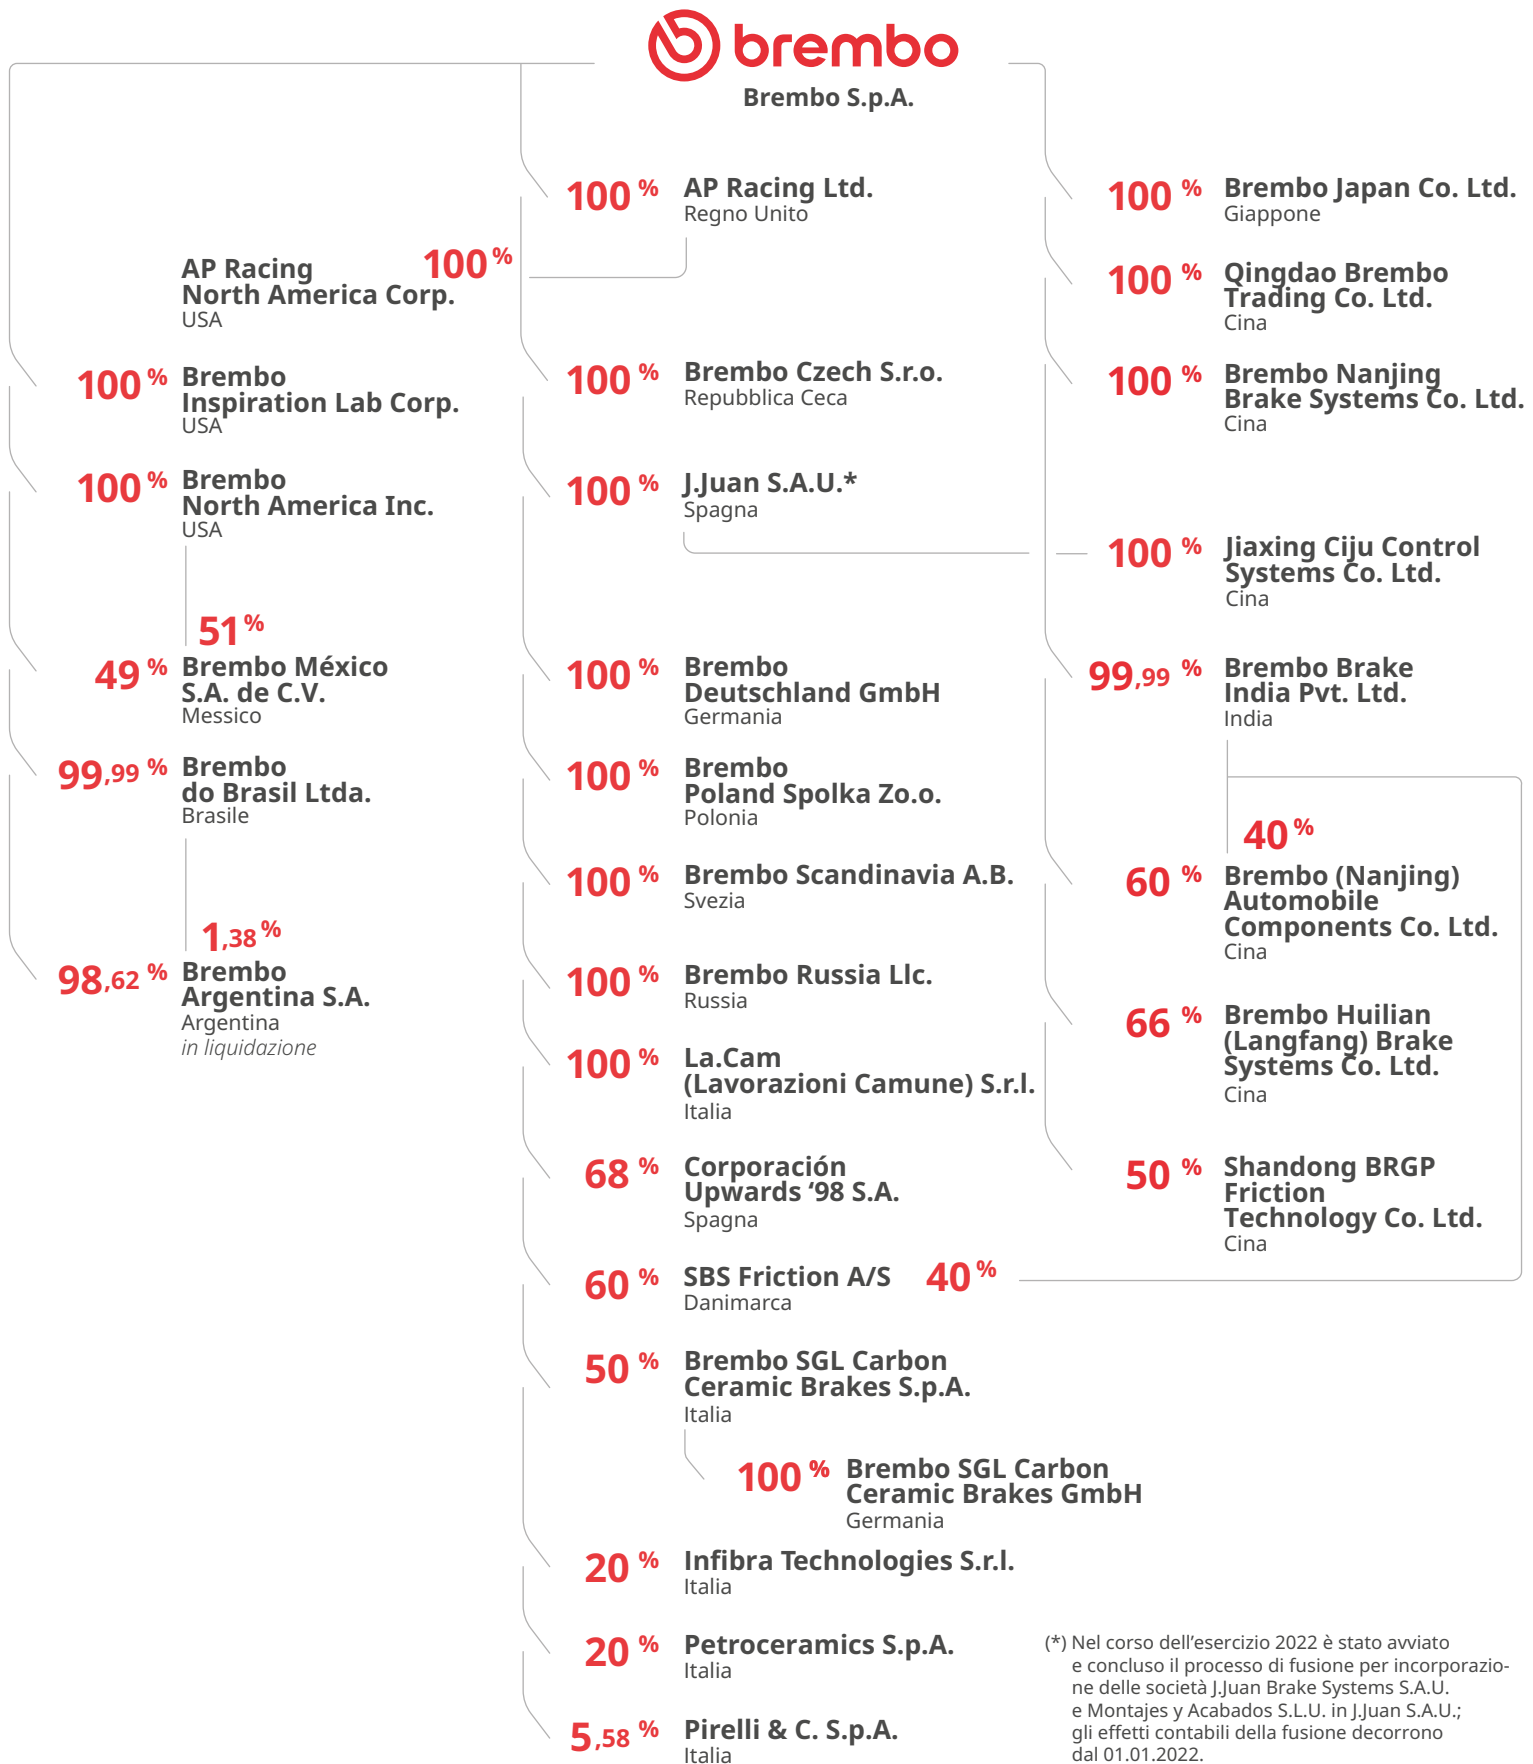 brembo
Brembo S.p.A.
100 %
AP Racing
North America Corp.
USA
100 %
Brembo
Inspiration Lab Corp.
USA
100 %
Brembo
North America Inc.
USA
51 %
49 %
Brembo México
S.A. de C.V.
Messico
99,99 %
Brembo
do Brasil Ltda.
Brasile
1,38 %
98,62 %
Brembo
Argentina S.A.
Argentina
in liquidazione
100 %
AP Racing Ltd.
Regno Unito
100 %
Brembo Czech S.r.o.
Repubblica Ceca
100 %
J.Juan S.A.U.*
Spagna
100 %
Brembo
Deutschland GmbH
Germania
100 %
Brembo
Poland Spolka Zo.o.
Polonia
100 %
Brembo Scandinavia A.B.
Svezia
100 %
Brembo Russia Llc.
Russia
100 %
La.Cam
(Lavorazioni Camune) S.r.l.
Italia
68 %
Corporación
Upwards ‘98 S.A.
Spagna
60 %
SBS Friction A/S
Danimarca
40 %
50 %
Brembo SGL Carbon
Ceramic Brakes S.p.A.
Italia
100 %
Brembo SGL Carbon
Ceramic Brakes GmbH
Germania
20 %
Infibra Technologies S.r.l.
Italia
20 %
Petroceramics S.p.A.
Italia
5,58 %
Pirelli & C. S.p.A.
Italia
100 %
Brembo Japan Co. Ltd.
Giappone
100 %
Qingdao Brembo
Trading Co. Ltd.
Cina
100 %
Brembo Nanjing
Brake Systems Co. Ltd.
Cina
100 %
Jiaxing Ciju Control
Systems Co. Ltd.
Cina
99,99 %
Brembo Brake
India Pvt. Ltd.
India
40 %
60 %
Brembo (Nanjing)
Automobile
Components Co. Ltd.
Cina
66 %
Brembo Huilian
(Langfang) Brake
Systems Co. Ltd.
Cina
50 %
Shandong BRGP
Friction
Technology Co. Ltd.
Cina
(*) Nel corso dell’esercizio 2022 è stato avviato
e concluso il processo di fusione per incorporazio-
ne delle società J.Juan Brake Systems S.A.U.
e Montajes y Acabados S.L.U. in J.Juan S.A.U.;
gli effetti contabili della fusione decorrono
dal 01.01.2022.